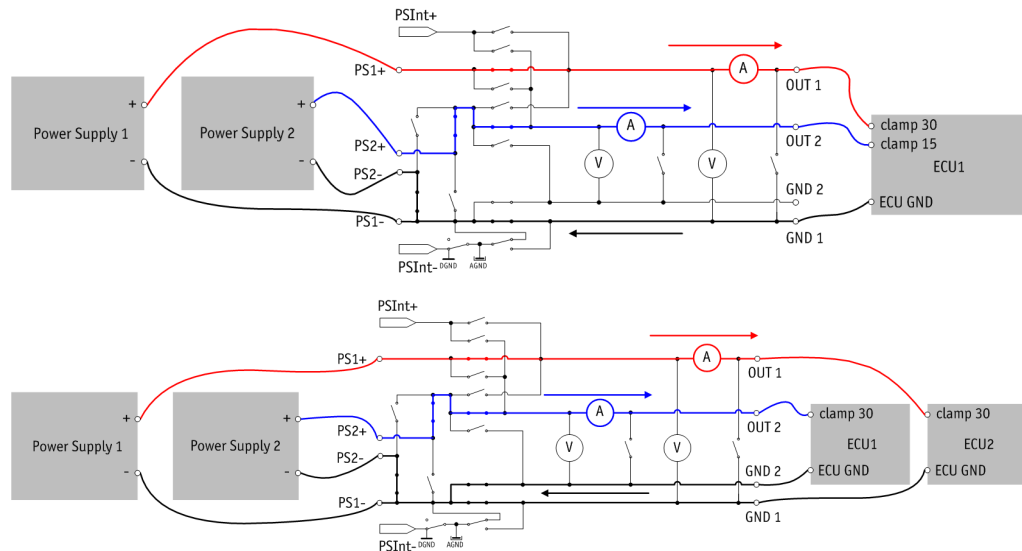 PSInt+
PS1+
A
OUT 1
+
Power Supply 1
-
+
Power Supply 2
-
clamp 30
clamp 15
ECU1
ECU GND
A
OUT 2
PS2+
V
V
PS2-
GND 2
PS1-
GND 1
PSInt-
DGND
AGND
PSInt+
PS1+
A
OUT 1
+
Power Supply 1
-
+
Power Supply 2
-
A
clamp 30
ECU1
ECU GND
clamp 30
ECU2
ECU GND
PS2+
OUT 2
V
V
PS2-
GND 2
PS1-
GND 1
PSInt-
DGND
AGND